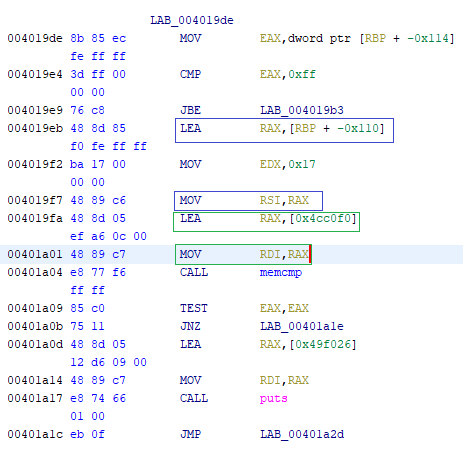 LAB_004019de
004019de 8b 85 ec MOV EAX,dword ptr [RBP + -0x114]
fe ff ff
004019e4 3d ff 00 CMP EAX,0xff
00 00
004019e9 76 c8 JBE LAB_004019b3
004019eb 48 8d 85 LEA RAX,[RBP + -0x110]
f0 fe ff ff
004019f2 ba 17 00 MOV EDX,0x17
00 00
004019f7 48 89 c6 MOV RSI,RAX
004019fa 48 8d 05 LEA RAX,[0x4cc0f0]
ef a6 0c 00
00401a01 48 89 c7 MOV RDI,RAX
00401a04 e8 77 f6 CALL memcmp
ff ff
00401a09 85 c0 TEST EAX,EAX
00401a0b 75 11 JNZ LAB_00401a1e
00401a0d 48 8d 05 LEA RAX,[0x49f026]
12 d6 09 00
00401a14 48 89 c7 MOV RDI,RAX
00401a17 e8 74 66 CALL puts
01 00
00401a1c eb 0f JMP LAB_00401a2d